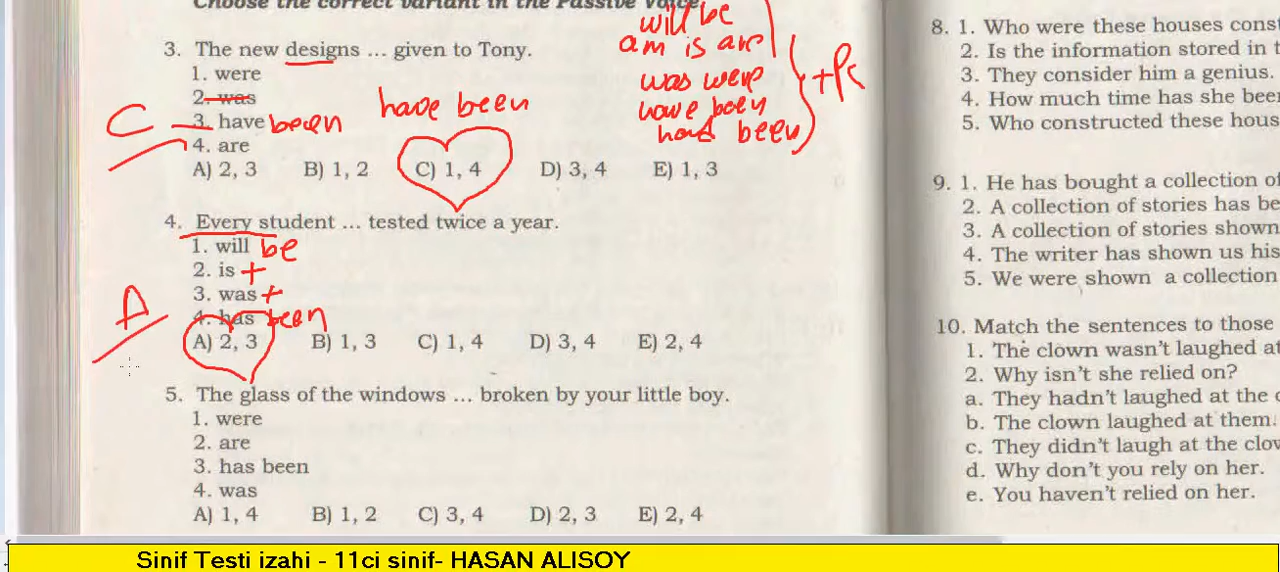 Choose the correct variant in the Passive Voice.
3. The new designs ... given to Tony.
1. were
2. was
3. have been
4. are
A) 2, 3 B) 1, 2 C) 1, 4 D) 3, 4 E) 1, 3
C
have been
will be
am is are
was were
have been
had been
4. Every student ... tested twice a year.
1. will be
2. is +
3. was +
4. has been
A) 2, 3 B) 1, 3 C) 1, 4 D) 3, 4 E) 2, 4
A
5. The glass of the windows ... broken by your little boy.
1. were
2. are
3. has been
4. was
A) 1, 4 B) 1, 2 C) 3, 4 D) 2, 3 E) 2, 4
8. 1. Who were these houses
2. Is the information stored in
3. They consider him a genius.
4. How much time has she
5. Who constructed these
9. 1. He has bought a collection
2. A collection of stories has
3. A collection of stories shown
4. The writer has shown us his
5. We were shown a collection
10. Match the sentences to those
1. The clown wasn't laughed at
2. Why isn't she relied on?
a. They hadn't laughed at the
b. The clown laughed at them.
c. They didn't laugh at the
d. Why don't you rely on her.
e. You haven't relied on her.
Sinif Testi izahi - 11ci sinif- HASAN ALISOY